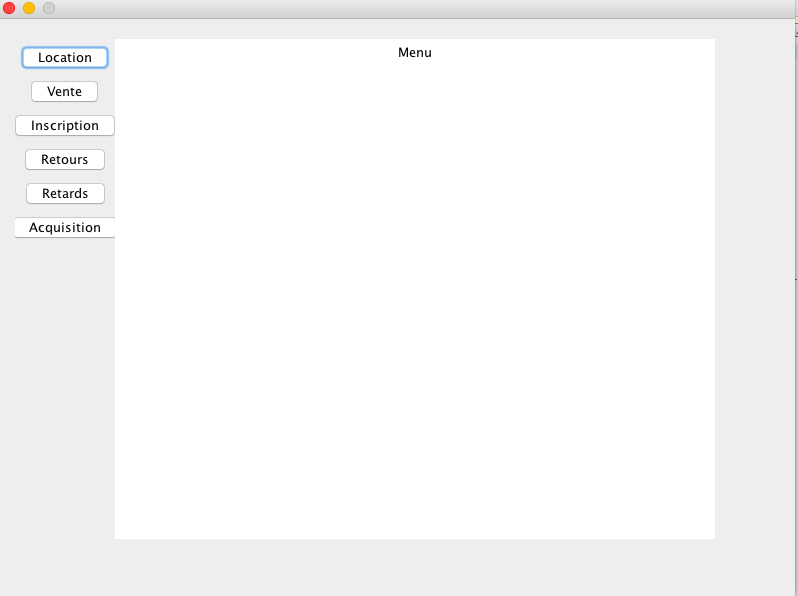 Location
Menu
Vente
Inscription
Retours
Retards
Acquisition